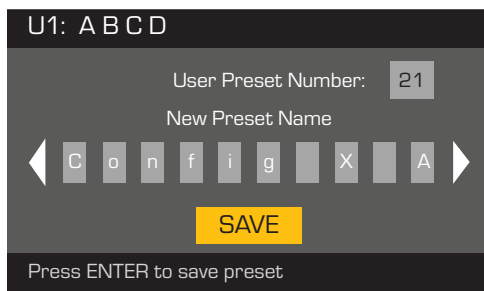 U1: A B C D
User Preset Number: 21
New Preset Name
C o n f i g X A
SAVE
Press ENTER to save preset